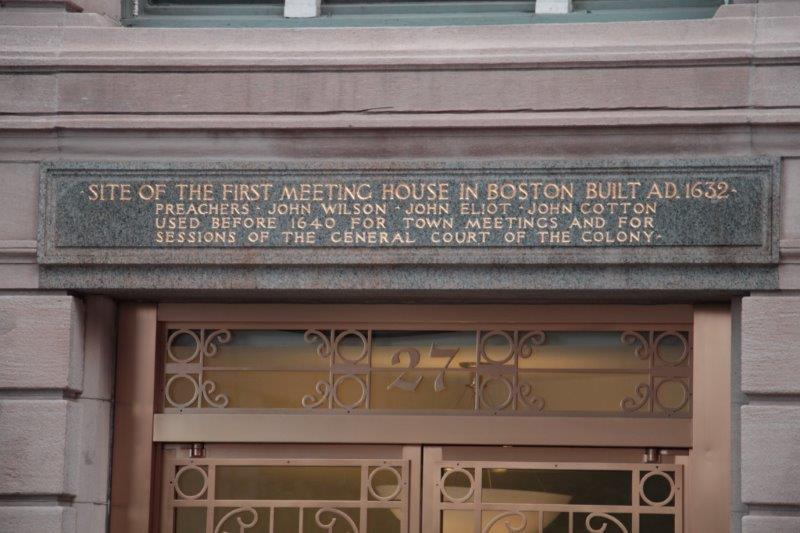 ·SITE OF THE FIRST MEETING HOUSE IN BOSTON BUILT A.D. 1632·
PREACHERS· JOHN WILSON · JOHN ELIOT · JOHN COTTON
USED BEFORE 1640 FOR TOWN MEETINGS AND FOR
SESSIONS OF THE GENERAL COURT OF THE COLONY·
27